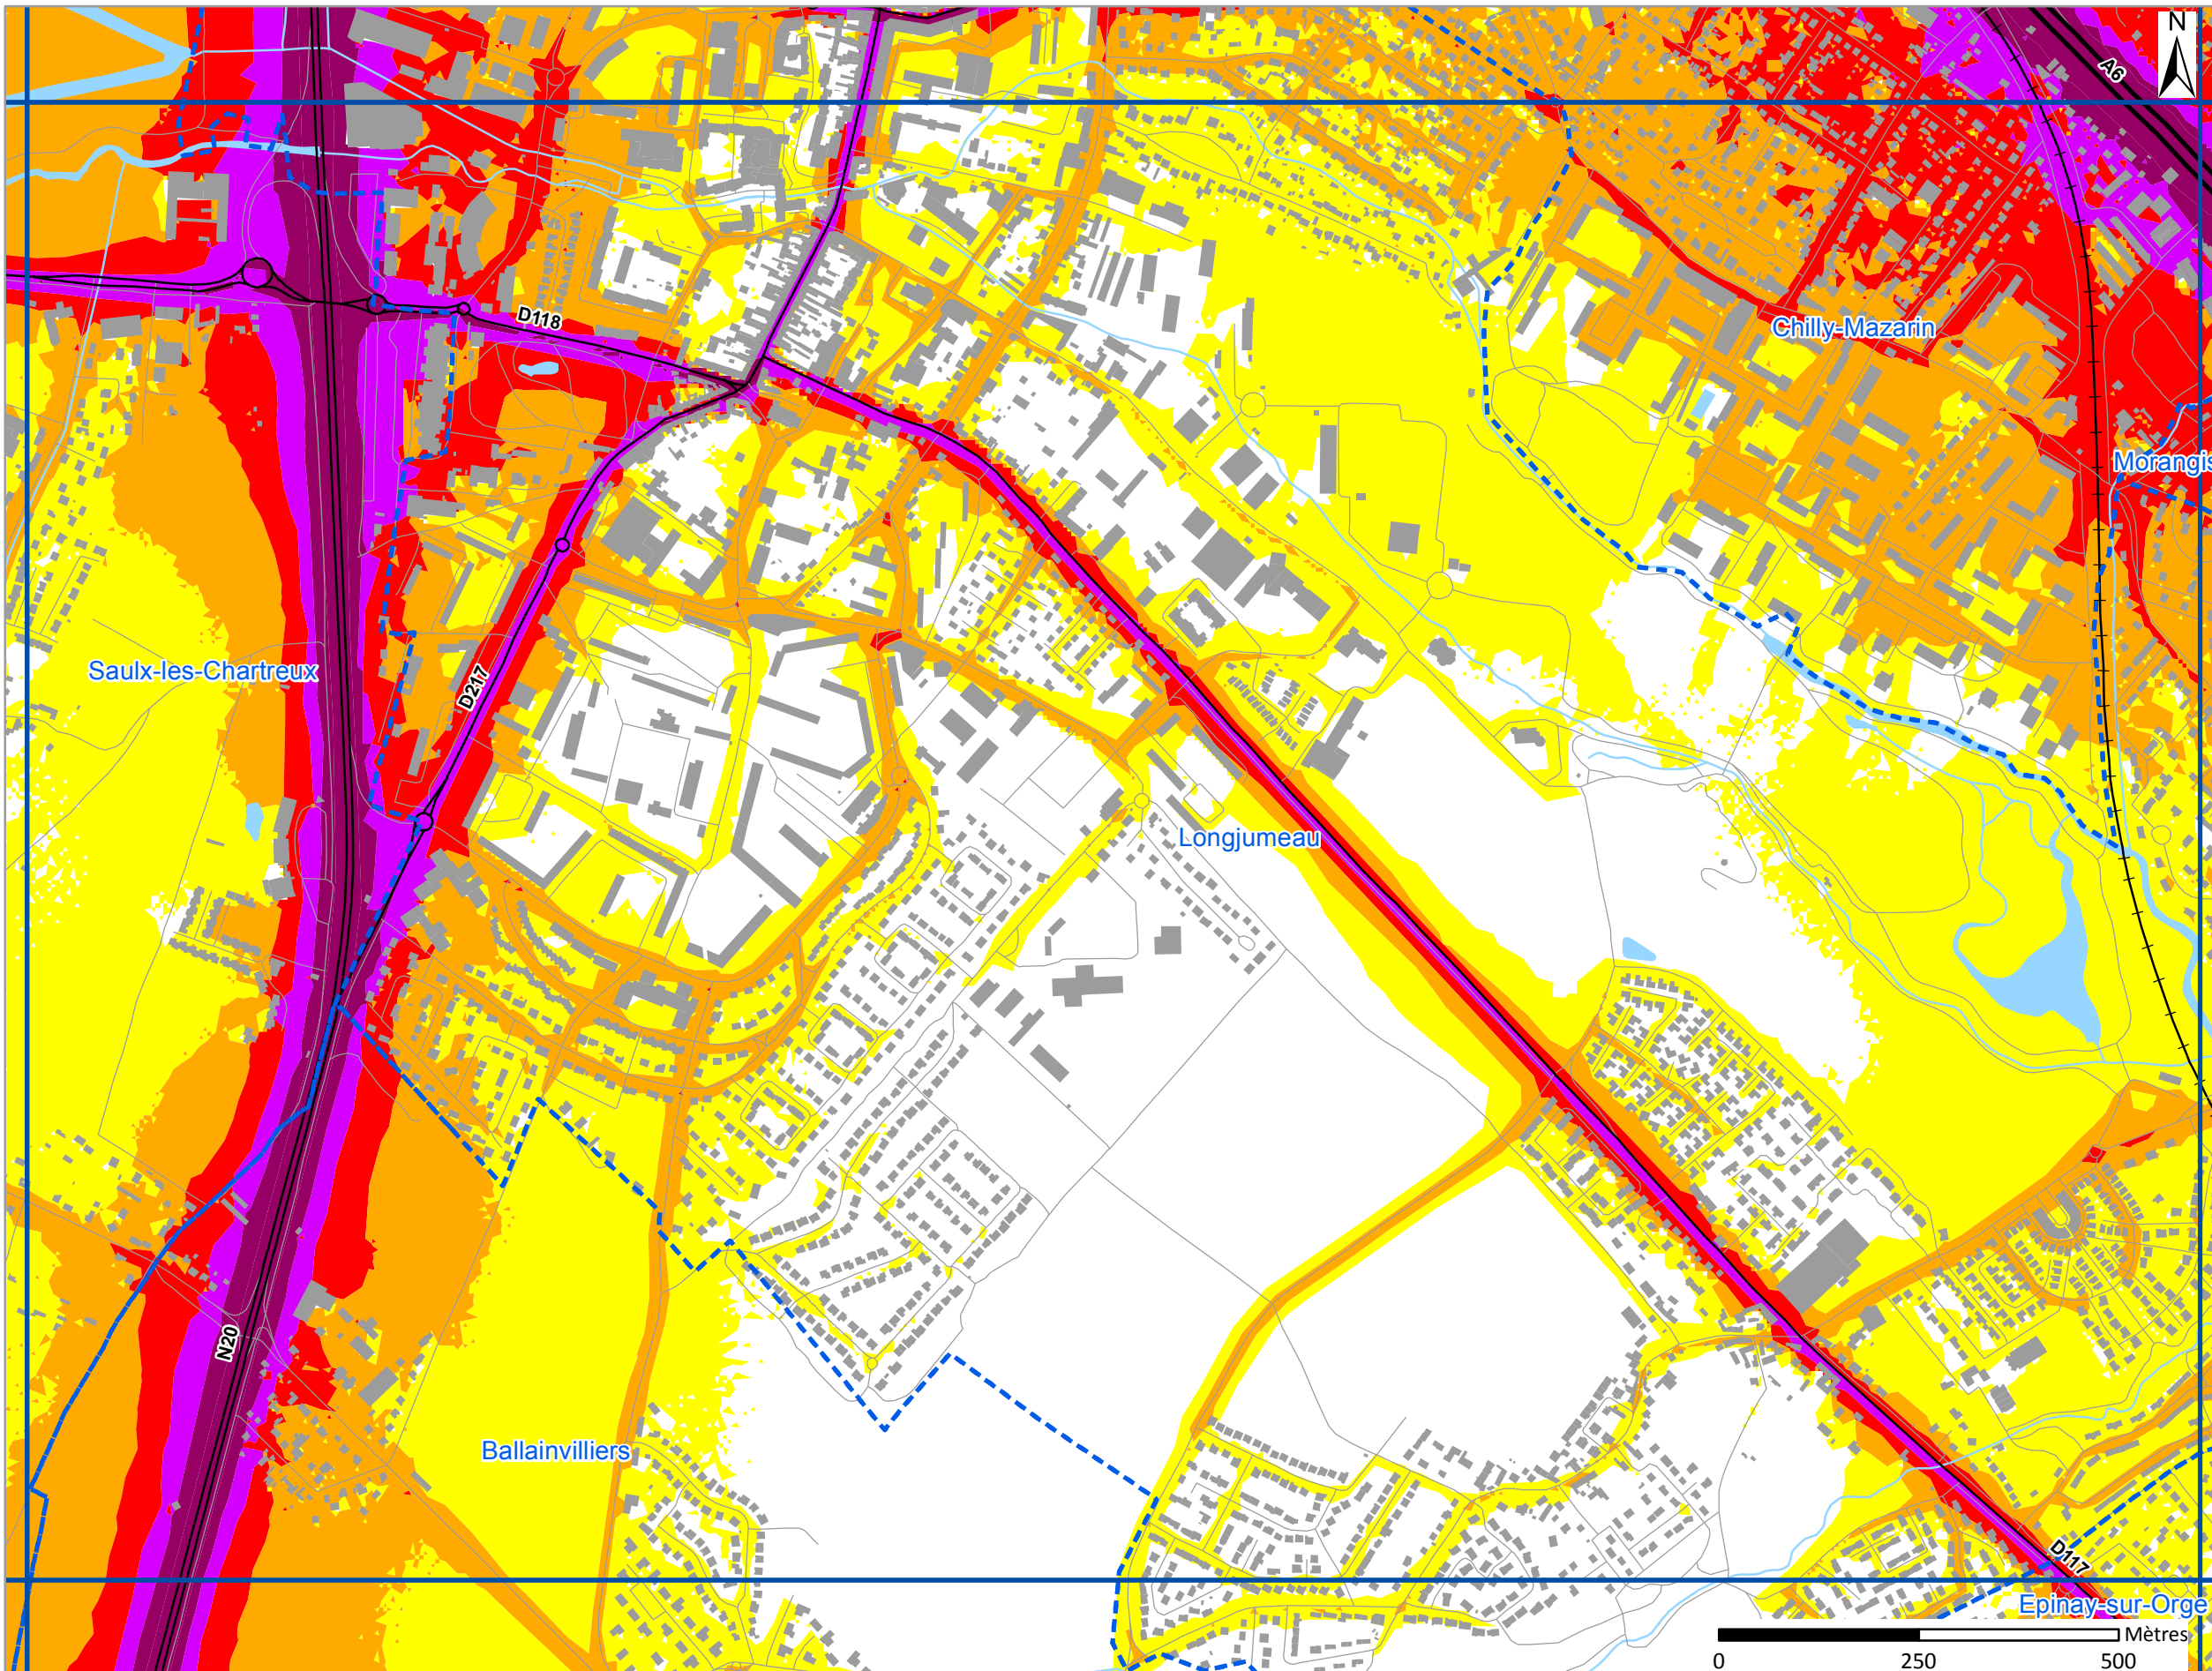 N
A6
D118
Chilly-Mazarin
Morangis
Saulx-les-Chartreux
D217
Longjumeau
N20
Ballainvilliers
D117
Epinay-sur-Orge
Mètres
0 250 500